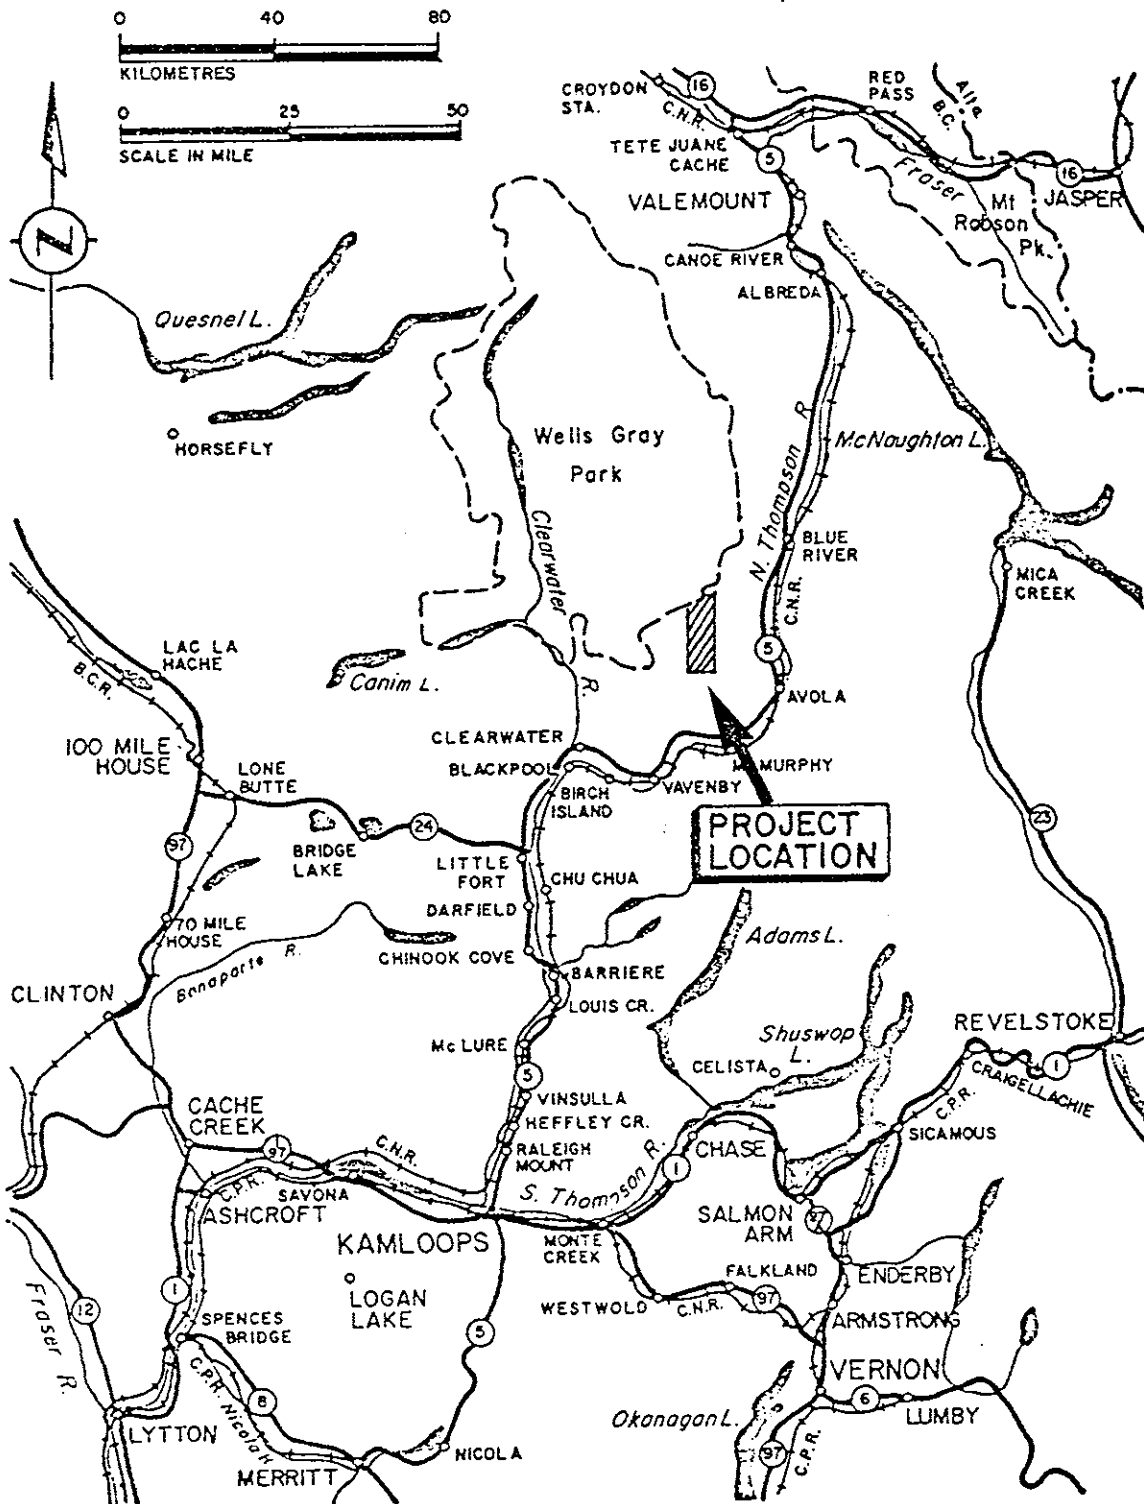 0 40 80
KILOMETRES
0 25 50
SCALE IN MILE
N
CROYDON
STA.
16
C.N.R.
RED
PASS
Alta
B.C.
TETE JUANE
CACHE
5
Fraser
16
JASPER
Mt
Robson
Pk.
VALEMOUNT
CANOE RIVER
ALBREDA
Quesnel L.
HORSEFLY
Wells Gray
Park
McNaughton L.
N. Thompson R.
Clearwater
R.
BLUE
RIVER
C.N.R.
MICA
CREEK
LAC LA
HACHE
B.C.R.
Canim L.
5
AVOLA
100 MILE
HOUSE
LONE
BUTTE
CLEARWATER
BLACKPOOL
BIRCH
ISLAND
VAVENBY
MURPHY
PROJECT
LOCATION
23
97
BRIDGE
LAKE
24
LITTLE
FORT
CHU CHUA
DARFIELD
70 MILE
HOUSE
Bonaparte R.
CHINOOK COVE
BARRIERE
LOUIS CR.
Adams L.
CLINTON
Mc LURE
5
CELISTA
Shuswop
L.
REVELSTOKE
1
CRAIGELLACHIE
C.P.R.
SICAMOUS
VINSULLA
HEFFLEY CR.
RALEIGH
MOUNT
CACHE
CREEK
97
C.N.R.
C.P.R.
SAVONA
ASHCROFT
S. Thompson R.
1
CHASE
SALMON
ARM
97
KAMLOOPS
MONTE
CREEK
FALKLAND
ENDERBY
WESTWOLD
C.N.R.
97
ARMSTRONG
LOGAN
LAKE
1
12
Fraser R.
SPENCES
BRIDGE
5
VERNON
C.P.R.
Nicola R.
8
LYTTON
MERRITT
NICOLA
Okanagan L.
6
LUMBY
97
C.P.R.